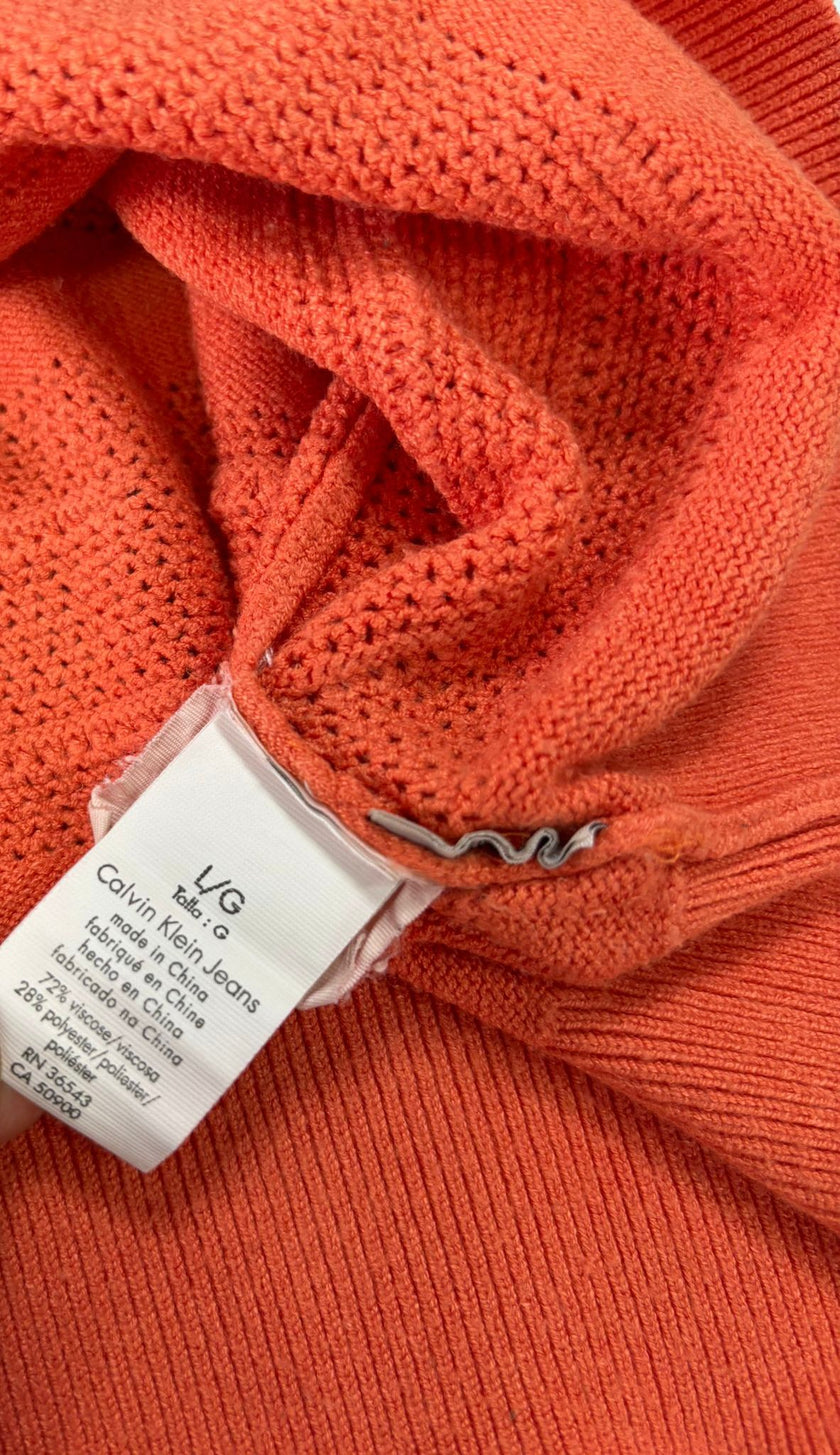 L/G
Talla : G
Calvin Klein Jeans
made in China
fabriqué en Chine
hecho en China
fabricado na China
72% viscose/viscosa
28% polyester/poliester/
poliéster
RN 36543
CA 50900